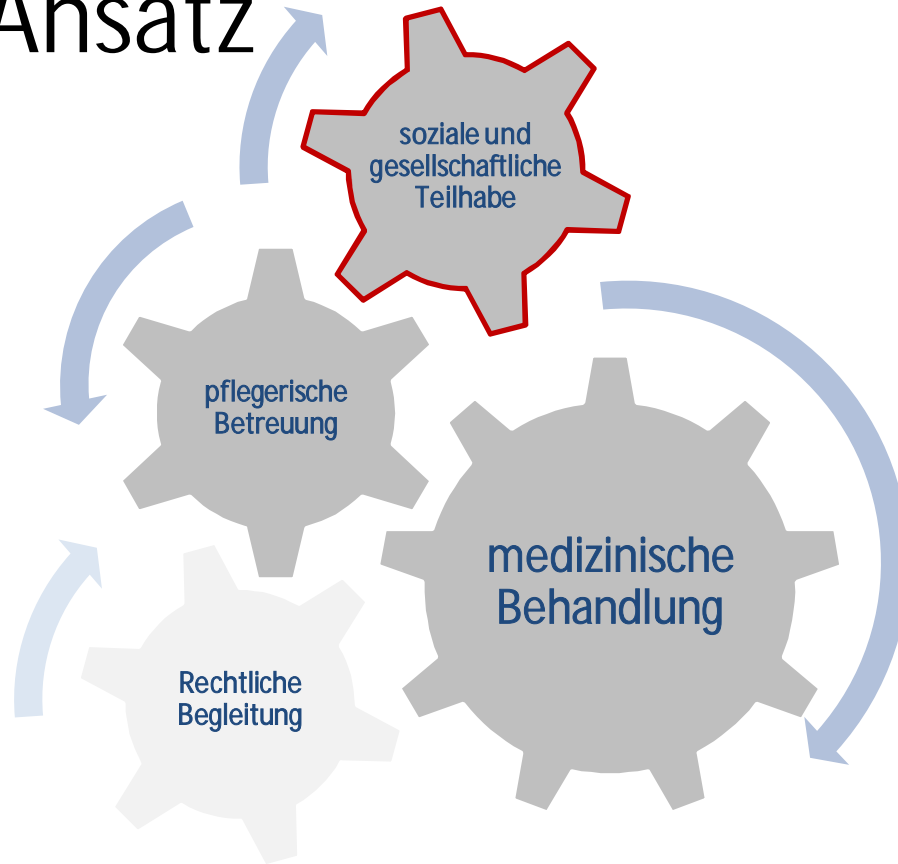 Ansatz
soziale und
gesellschaftliche
Teilhabe
pflegerische
Betreuung
medizinische
Behandlung
Rechtliche
Begleitung